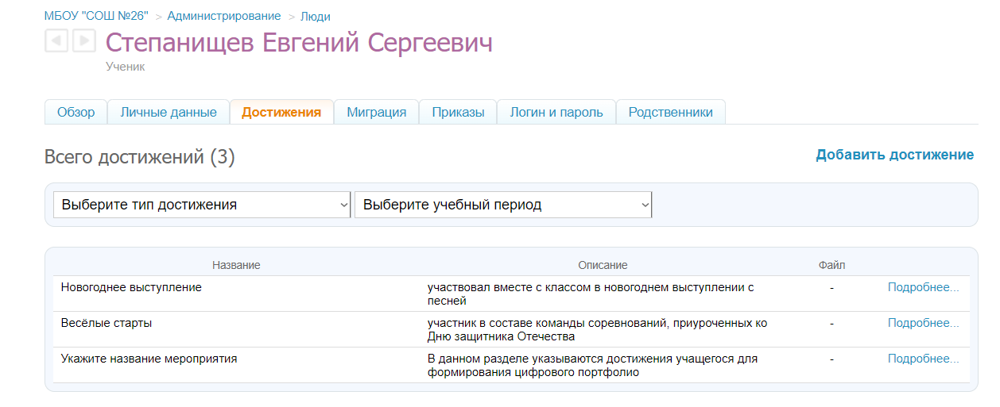 МБОУ "СОШ №26" > Администрирование > Люди
Степанищев Евгений Сергеевич
Ученик
Обзор Личные данные Достижения Миграция Приказы Логин и пароль Родственники
Всего достижений (3) Добавить достижение
Выберите тип достижения Выберите учебный период
Название Описание Файл
Новогоднее выступление участвовал вместе с классом в новогоднем выступлении с - Подробнее...
песней
Весёлые старты участник в составе команды соревнований, приуроченных ко - Подробнее...
Дню защитника Отечества
Укажите название мероприятия В данном разделе указываются достижения учащегося для - Подробнее...
формирования цифрового портфолио